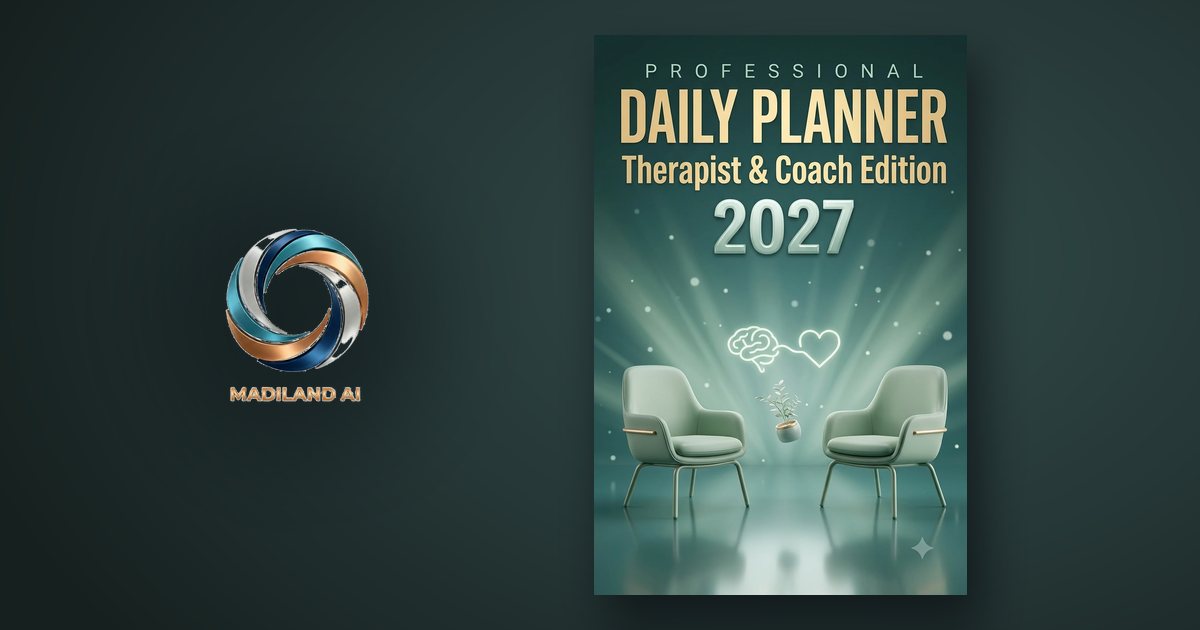 MADILAND AI
PROFESSIONAL
DAILY PLANNER
Therapist & Coach Edition
2027